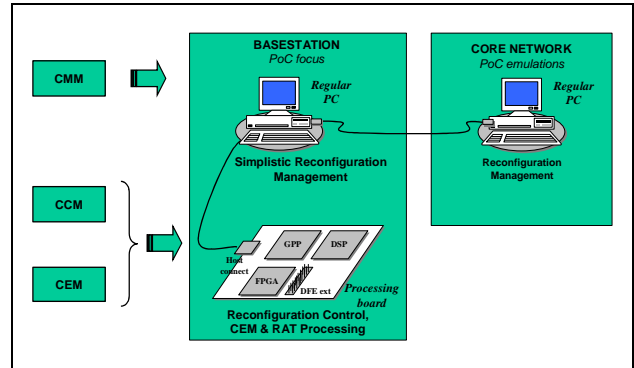 CMM
CCM
CEM
BASESTATION
PoC focus
Regular
PC
Simplistic Reconfiguration
Management
GPP
DSP
Host
connect
FPGA
DFE ext
Processing
board
Reconfiguration Control,
CEM & RAT Processing
CORE NETWORK
PoC emulations
Regular
PC
Reconfiguration
Management